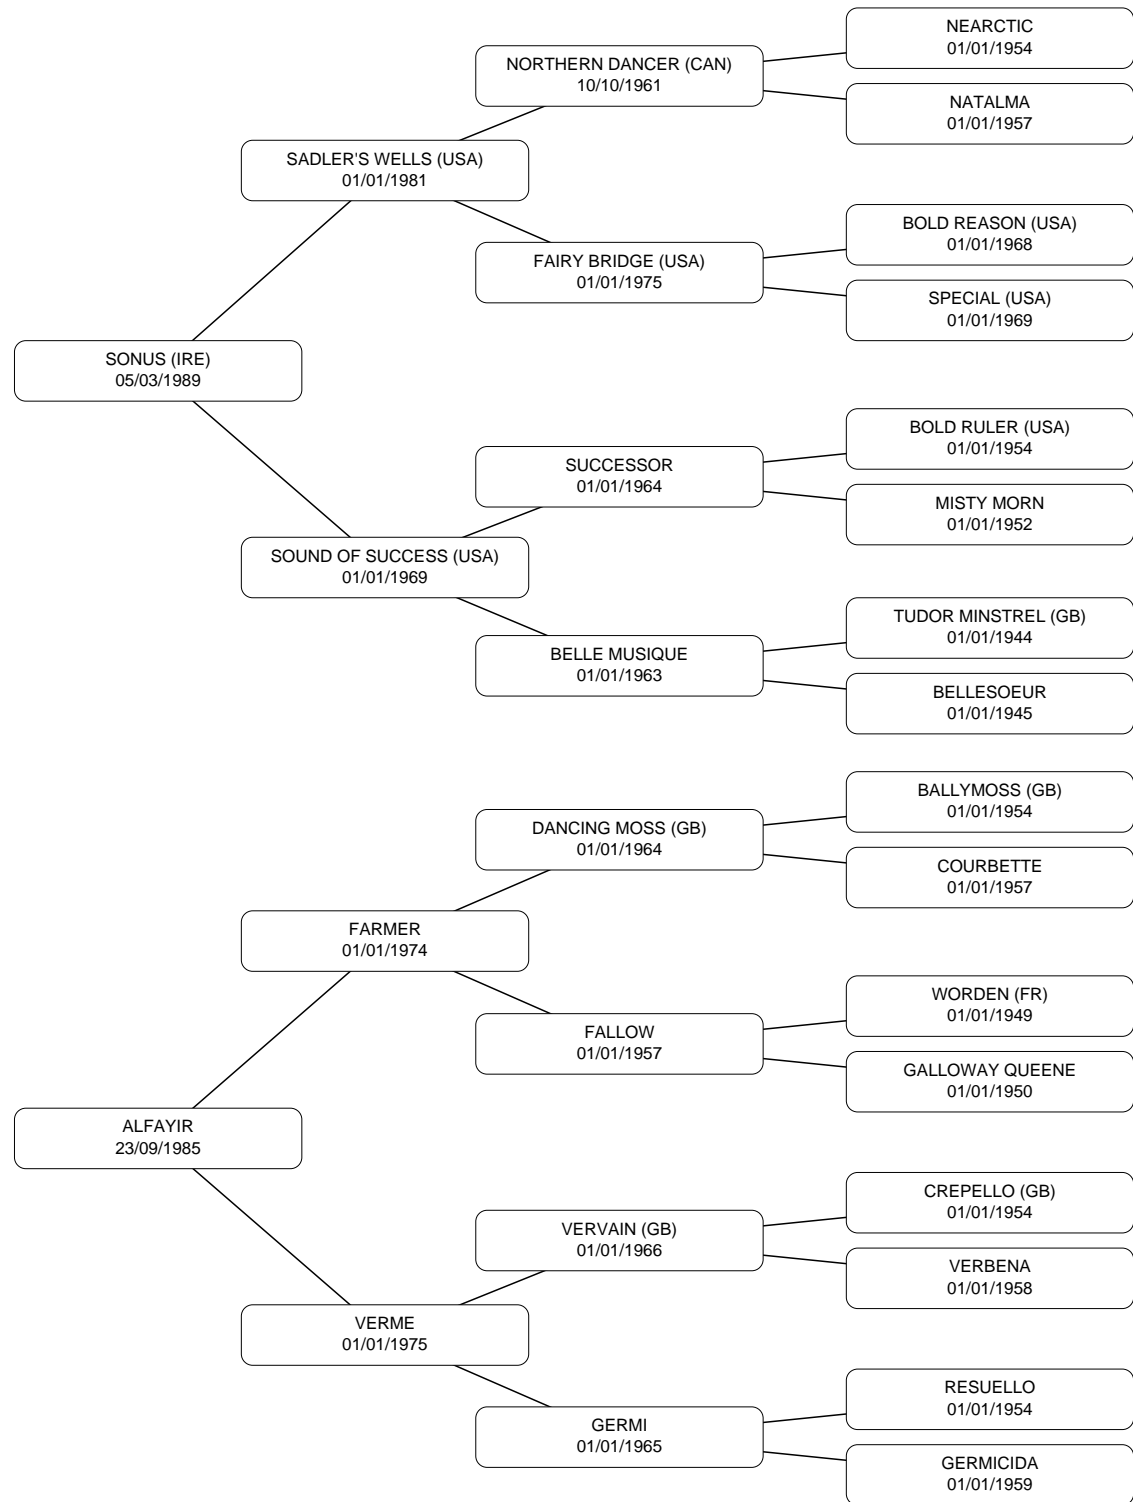 NEARCTIC
01/01/1954
NORTHERN DANCER (CAN)
10/10/1961
NATALMA
01/01/1957
SADLER'S WELLS (USA)
01/01/1981
BOLD REASON (USA)
01/01/1968
FAIRY BRIDGE (USA)
01/01/1975
SPECIAL (USA)
01/01/1969
SONUS (IRE)
05/03/1989
BOLD RULER (USA)
01/01/1954
SUCCESSOR
01/01/1964
MISTY MORN
01/01/1952
SOUND OF SUCCESS (USA)
01/01/1969
TUDOR MINSTREL (GB)
01/01/1944
BELLE MUSIQUE
01/01/1963
BELLESOEUR
01/01/1945
BALLYMOSS (GB)
01/01/1954
DANCING MOSS (GB)
01/01/1964
COURBETTE
01/01/1957
FARMER
01/01/1974
WORDEN (FR)
01/01/1949
FALLOW
01/01/1957
GALLOWAY QUEENE
01/01/1950
ALFAYIR
23/09/1985
CREPELLO (GB)
01/01/1954
VERVAIN (GB)
01/01/1966
VERBENA
01/01/1958
VERME
01/01/1975
RESUELLO
01/01/1954
GERMI
01/01/1965
GERMICIDA
01/01/1959